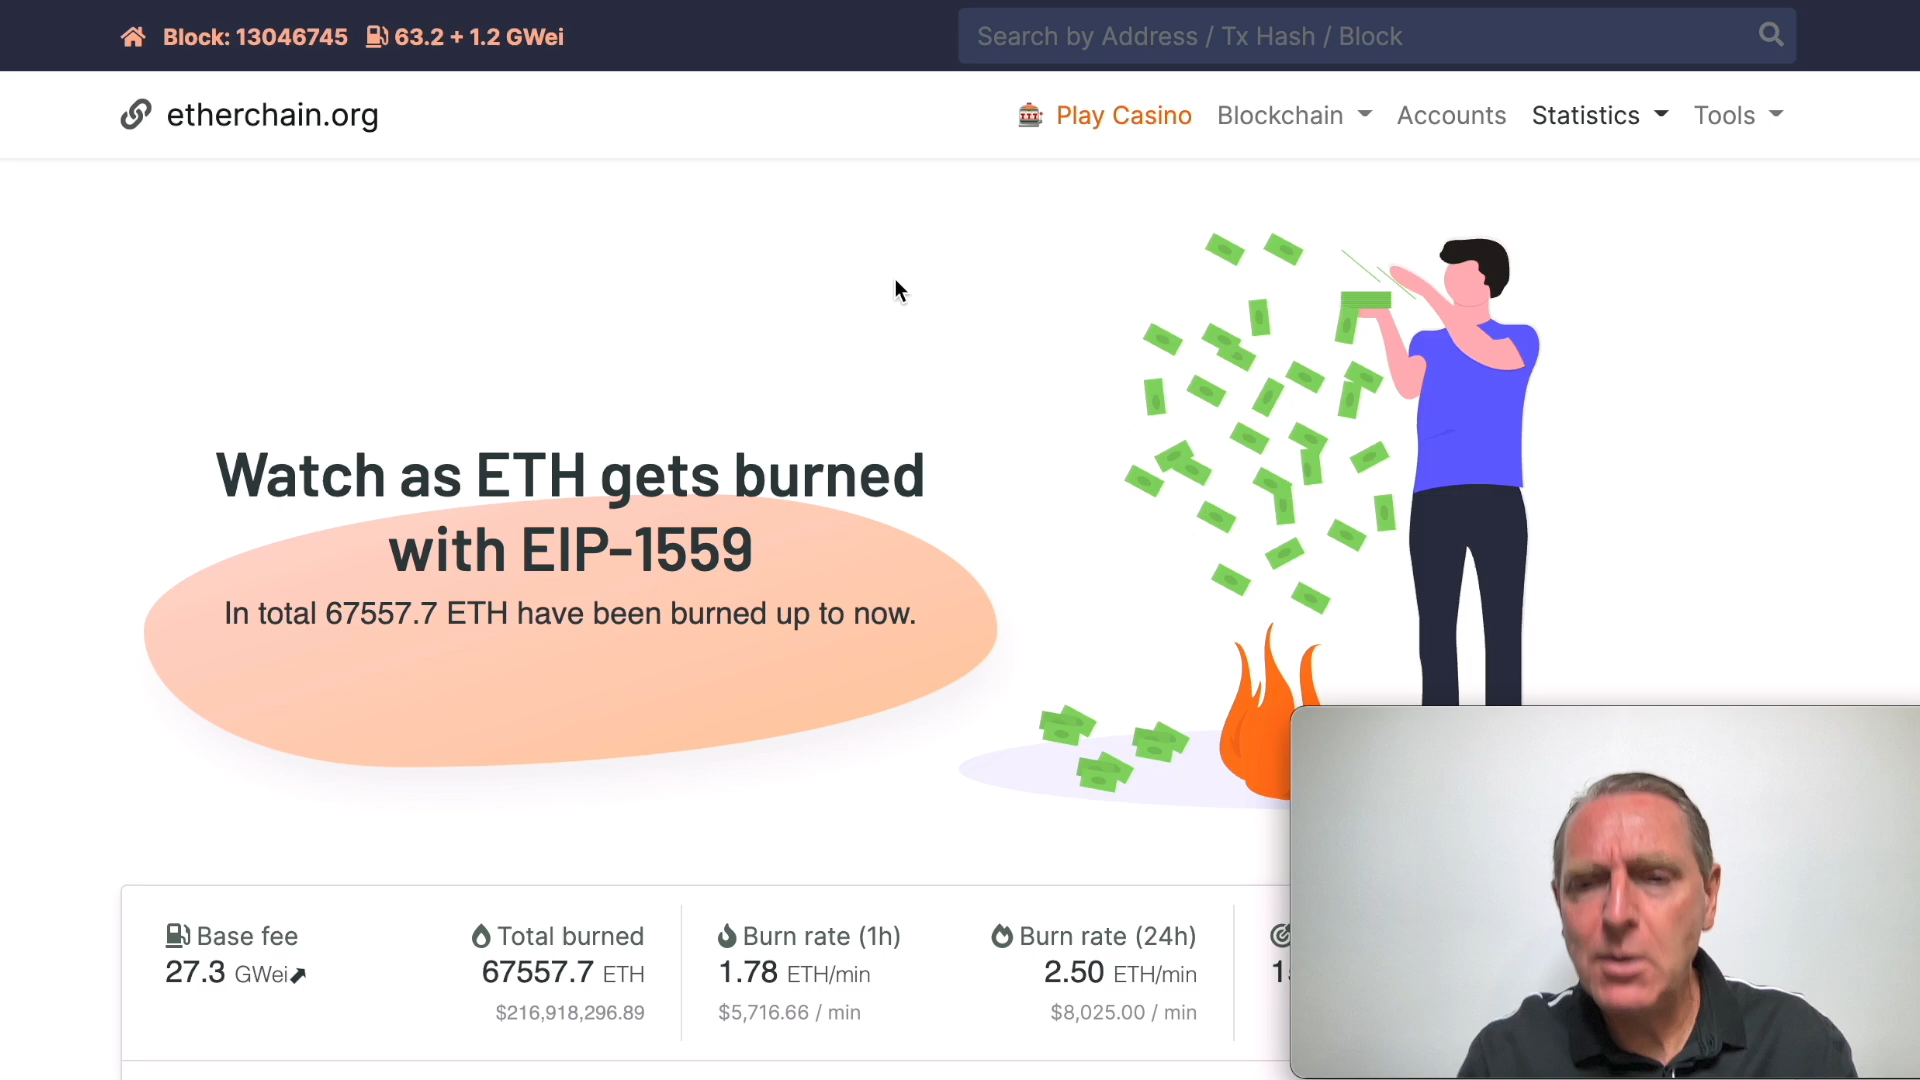 Block: 13046745 63.2 + 1.2 GWei
Search by Address / Tx Hash / Block
etherchain.org
Play Casino Blockchain Accounts Statistics Tools
Watch as ETH gets burned
with EIP-1559
In total 67557.7 ETH have been burned up to now.
Base fee Total burned Burn rate (1h) Burn rate (24h)
27.3 GWei 67557.7 ETH 1.78 ETH/min 2.50 ETH/min
$216,918,296.89 $5,716.66 / min $8,025.00 / min